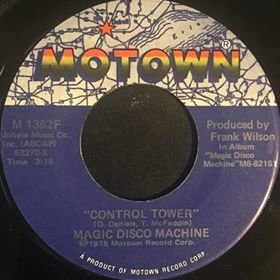 MOTOWN®
M 1362F
Jobete Music Co.,
Inc. (ASCAP)
63270-S
Time 3:18
Produced by
Frank Wilson
In Album
"Magic Disco
Machine" M6-821S1
"CONTROL TOWER"
(D. Daniels, T. McFaddin)
MAGIC DISCO MACHINE
©1975 Motown Record Corp.
A PRODUCT OF MOTOWN RECORD CORP.